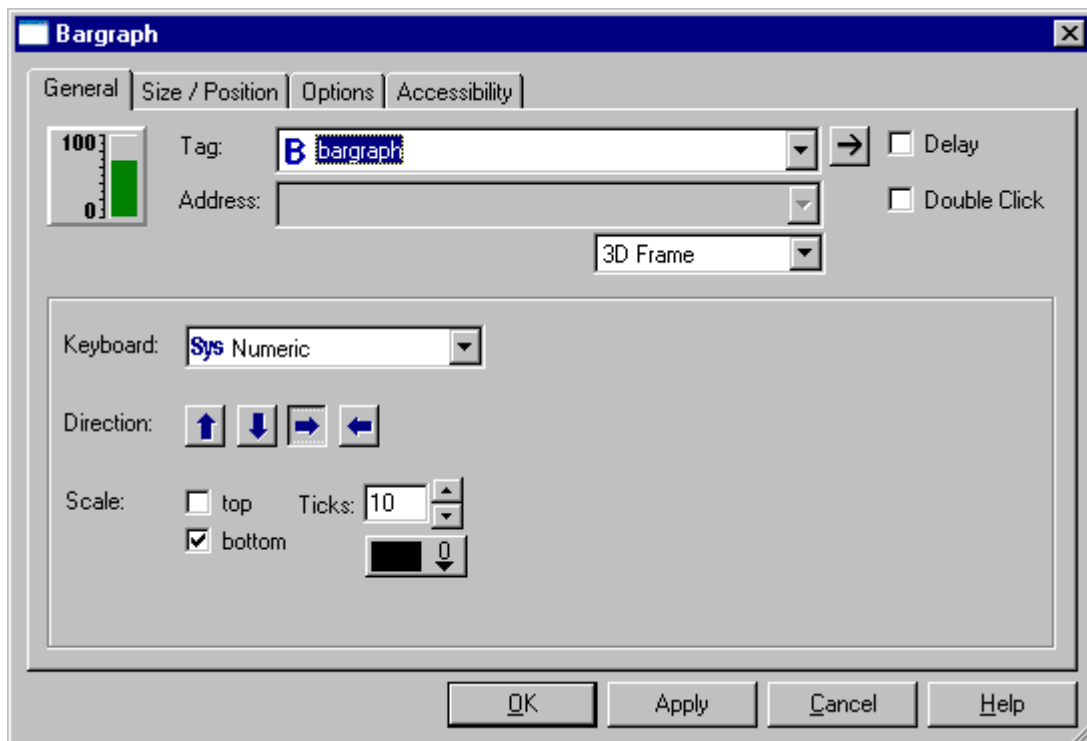 Bargraph
General Size / Position Options Accessibility
100 Tag: B bargraph Delay
0 Address: Double Click
3D Frame
Keyboard: Sys Numeric
Direction:
Scale: top Ticks: 10
bottom 0
OK Apply Cancel Help